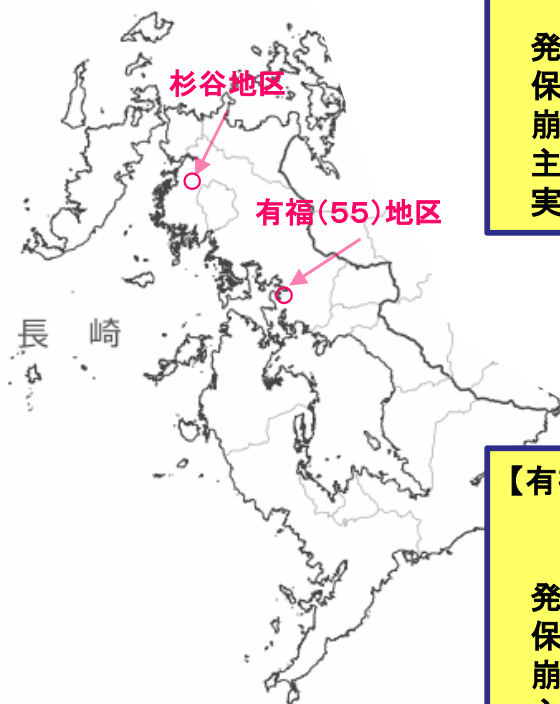 杉谷地区
有福(55)地区
長 崎
発
保
崩
主
実
【有
発
保
崩